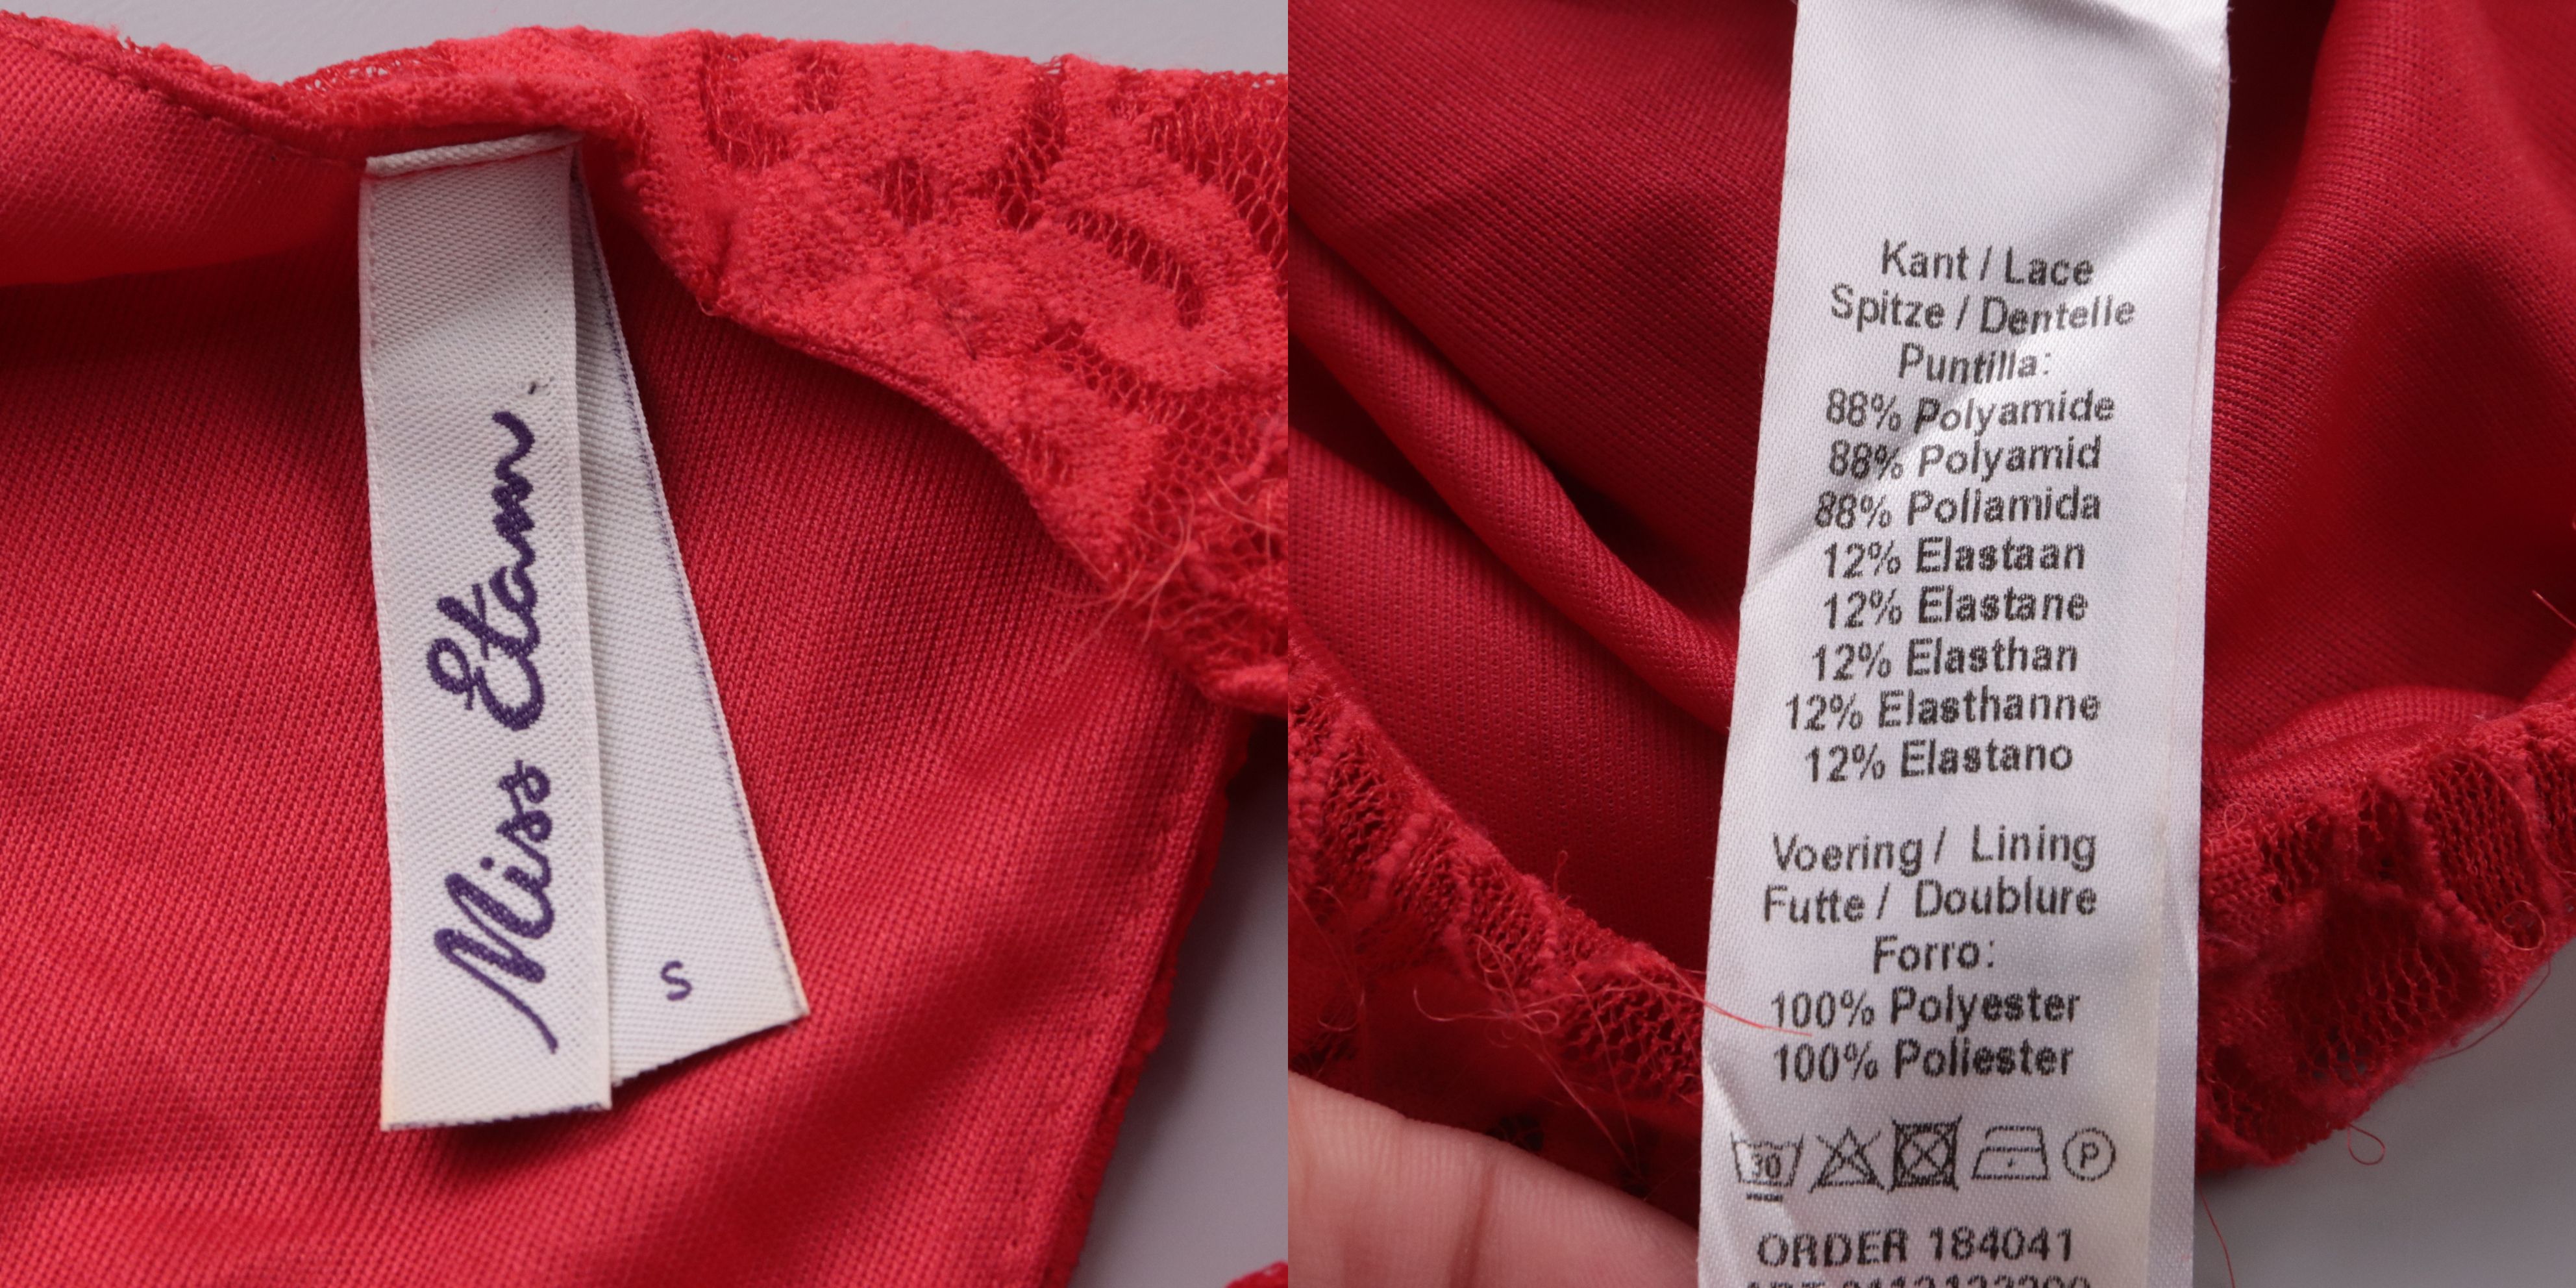 Miss Etam
S
Kant / Lace
Spitze / Dentelle
Puntilla:
88% Polyamide
88% Polyamid
88% Poliamida
12% Elastaan
12% Elastane
12% Elasthan
12% Elasthanne
12% Elastano
Voering / Lining
Futte / Doublure
Forro:
100% Polyester
100% Poliester
30
P
ORDER 184041